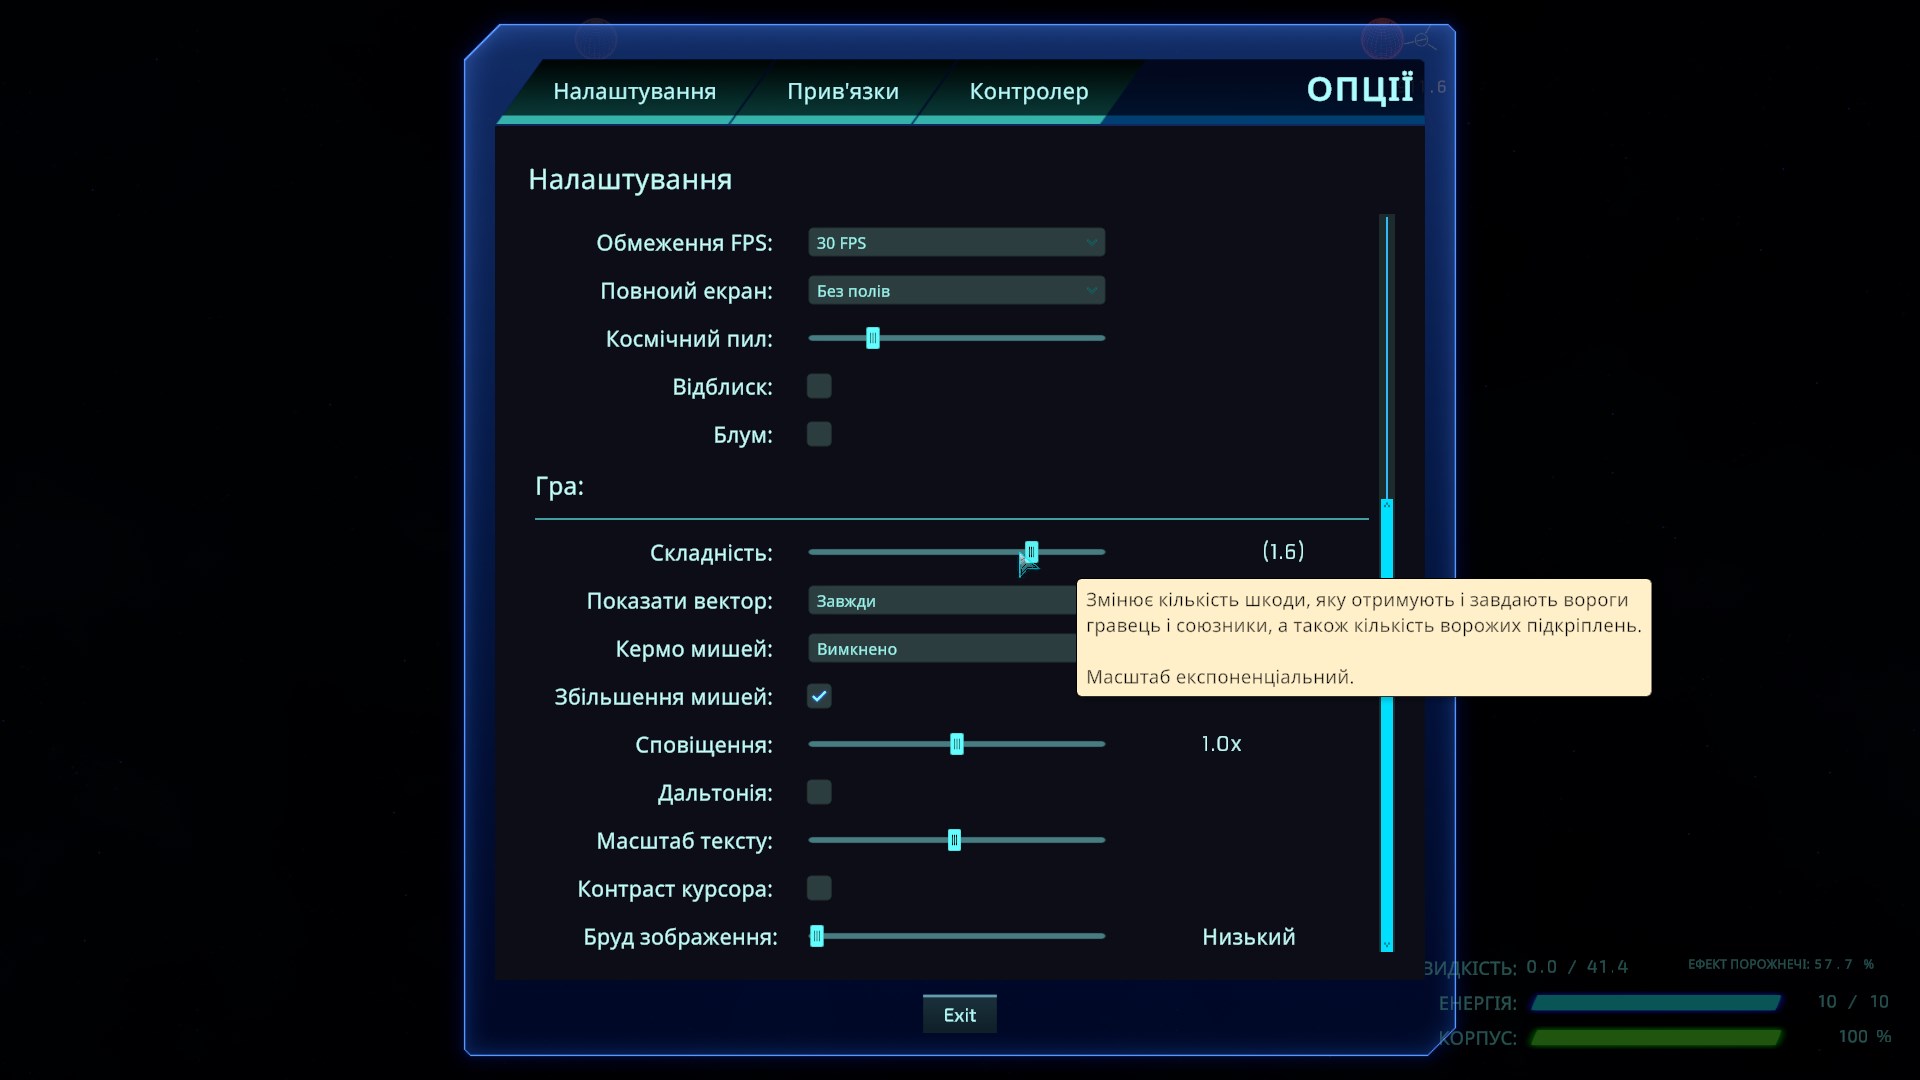 Налаштування
Прив'язки
Контролер
ОПЦІЇ
.6
Налаштування
Обмеження FPS:
30 FPS
Повноий екран:
Без полів
Космічний пил:
Відблиск:
Блум:
Гра:
Складність:
(1.6)
Показати вектор:
Завжди
Змінює кількість шкоди, яку отримують і завдають вороги
гравець і союзники, а також кількість ворожих підкріплень.
Масштаб експоненціальний.
Кермо мишей:
Вимкнено
Збільшення мишей:
Сповіщення:
1.0x
Дальтонія:
Масштаб тексту:
Контраст курсора:
Бруд зображення:
Низький
ВИДКІСТЬ: 0.0 / 41.4
ЕФЕКТ ПОРОЖНЕЧІ: 57.7 %
ЕНЕРГІЯ:
10 / 10
КОРПУС:
100 %
Exit